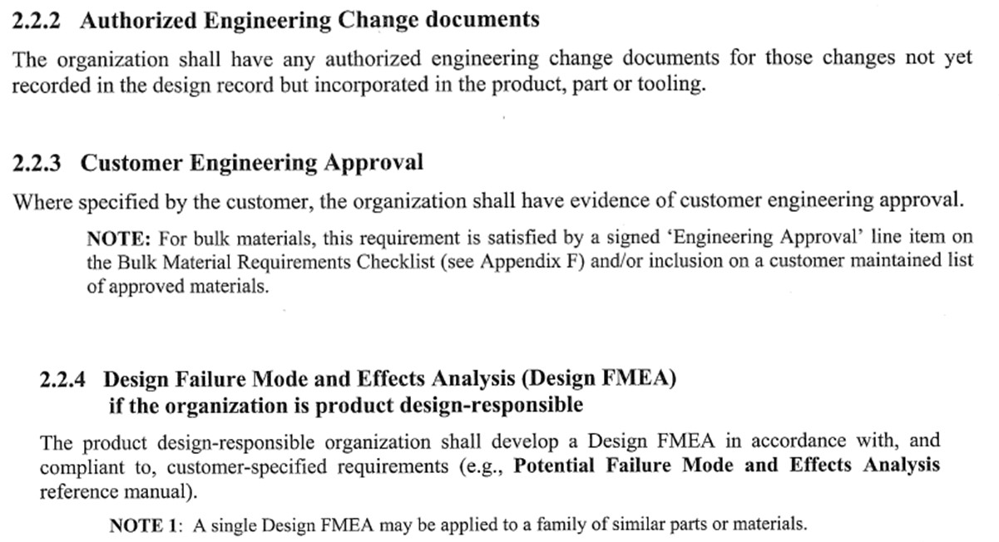 2.2.2 Authorized Engineering Change documents
The organization shall have any authorized engineering change documents for those changes not yet
recorded in the design record but incorporated in the product, part or tooling.
2.2.3 Customer Engineering Approval
Where specified by the customer, the organization shall have evidence of customer engineering approval.
NOTE: For bulk materials, this requirement is satisfied by a signed ‘Engineering Approval’ line item on
the Bulk Material Requirements Checklist (see Appendix F) and/or inclusion on a customer maintained list
of approved materials.
2.2.4 Design Failure Mode and Effects Analysis (Design FMEA)
if the organization is product design-responsible
The product design-responsible organization shall develop a Design FMEA in accordance with, and
compliant to, customer-specified requirements (e.g., Potential Failure Mode and Effects Analysis
reference manual).
NOTE 1: A single Design FMEA may be applied to a family of similar parts or materials.